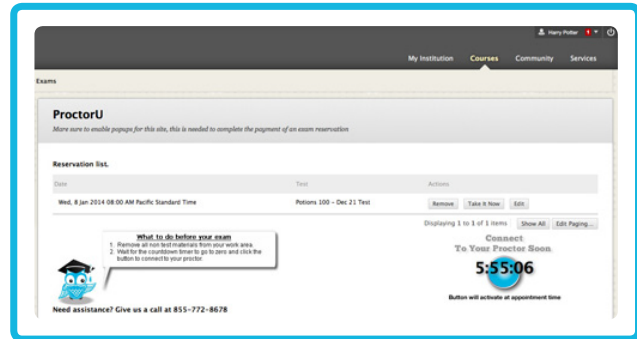 Harry Potter 1
My Institution Courses Community Services
Exams
ProctorU
Make sure to enable popups for this site, this is needed to complete the payment of an exam reservation
Reservation list.
Date Test Actions
Wed, 8 Jan 2014 08:00 AM Pacific Standard Time Potions 100 - Dec 21 Test Remove Take It Now Edit
Displaying 1 to 1 of 1 items Show All Edit Paging...
What to do before your exam
1. Remove all non test materials from your work area.
2. Wait for the countdown timer to go to zero and click the
button to connect to your proctor.
Connect
To Your Proctor Soon
5:55:06
Button will activate at appointment time
Need assistance? Give us a call at 855-772-8678